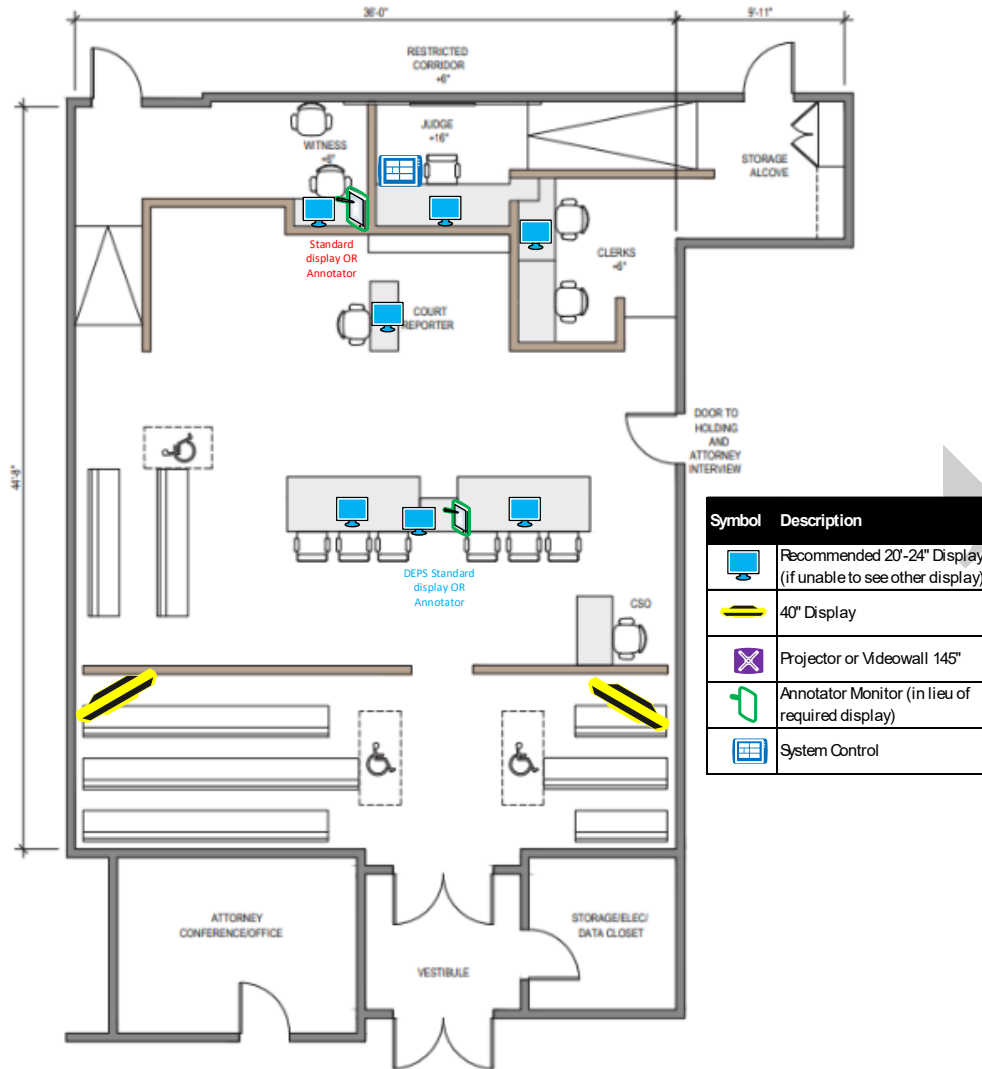 36'-0"
9'-11"
RESTRICTED
CORRIDOR
+6"
JUDGE
+16"
WITNESS
+6"
STORAGE
ALCOVE
Standard
display OR
Annotator
CLERKS
+6"
COURT
REPORTER
44'-8"
DOOR TO
HOLDING
AND
ATTORNEY
INTERVIEW
DEPS Standard
display OR
Annotator
CSO
Symbol Description
Recommended 20'-24" Display
(if unable to see other display)
40" Display
Projector or Videowall 145"
Annotator Monitor (in lieu of
required display)
System Control
ATTORNEY
CONFERENCE/OFFICE
VESTIBULE
STORAGE/ELEC/
DATA CLOSET